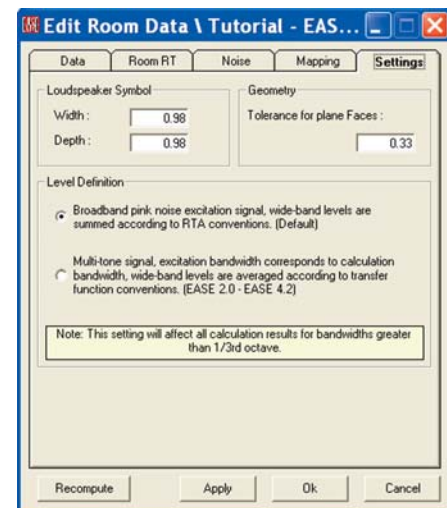 Edit Room Data \ Tutorial - EAS...
Data Room RT Noise Mapping Settings
Loudspeaker Symbol
Width : 0.98
Depth : 0.98
Geometry
Tolerance for plane Faces :
0.33
Level Definition
Broadband pink noise excitation signal, wide-band levels are
summed according to RTA conventions. (Default)
Multi-tone signal, excitation bandwidth corresponds to calculation
bandwidth, wide-band levels are averaged according to transfer
function conventions. (EASE 2.0 - EASE 4.2)
Note: This setting will affect all calculation results for bandwidths greater
than 1/3rd octave.
Recompute Apply Ok Cancel